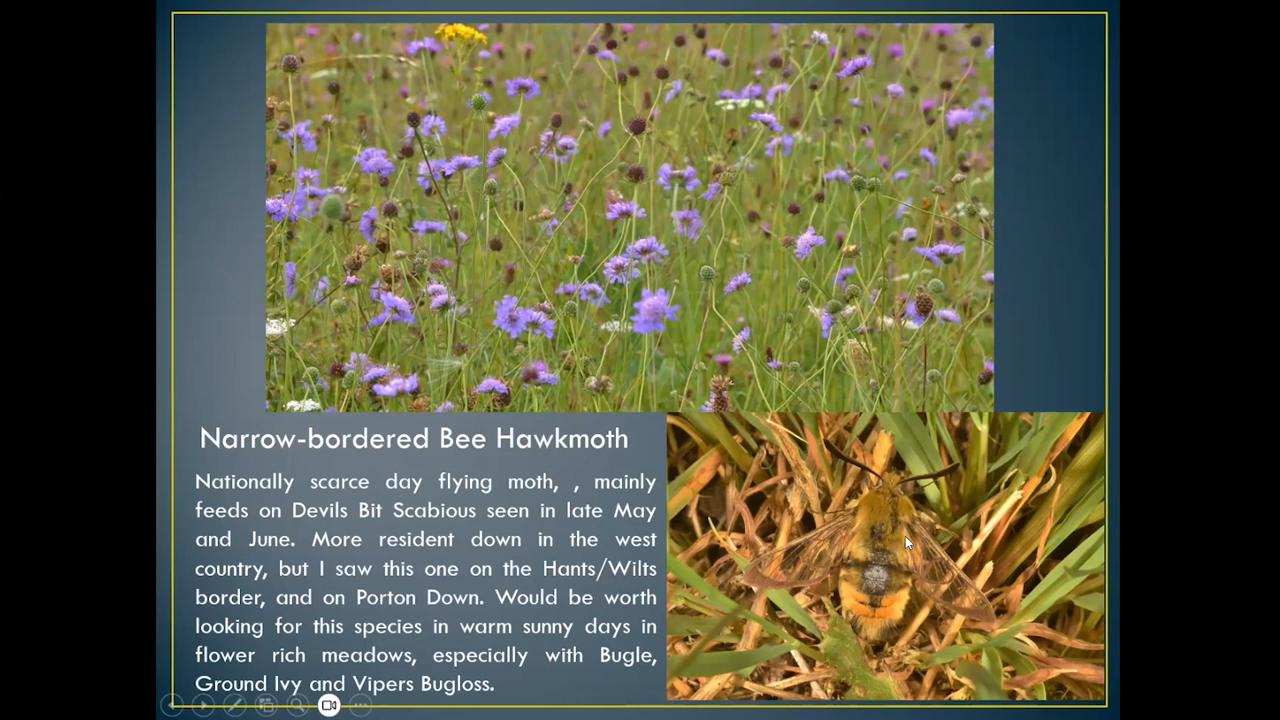 Narrow-bordered Bee Hawkmoth
Nationally scarce day flying moth, , mainly
feeds on Devils Bit Scabious seen in late May
and June. More resident down in the west
country, but I saw this one on the Hants/Wilts
border, and on Porton Down. Would be worth
looking for this species in warm sunny days in
flower rich meadows, especially with Bugle,
Ground Ivy and Vipers Bugloss.